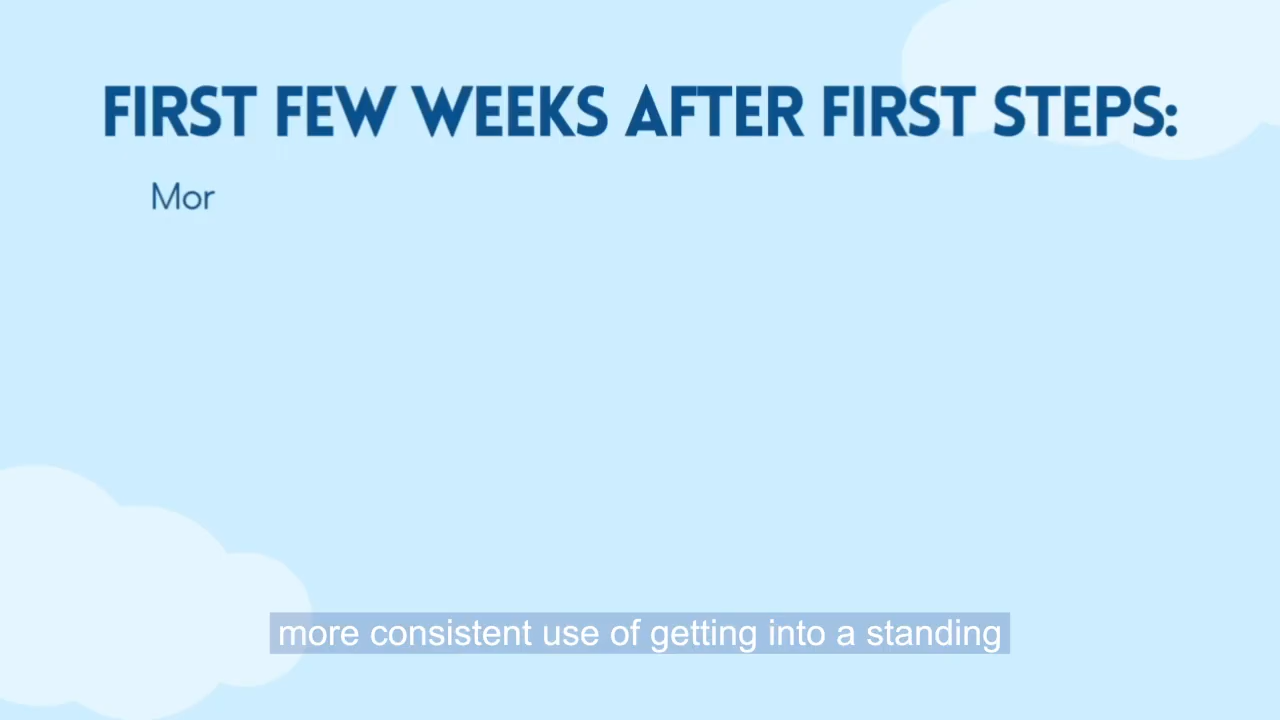 FIRST FEW WEEKS AFTER FIRST STEPS:
Mor
more consistent use of getting into a standing